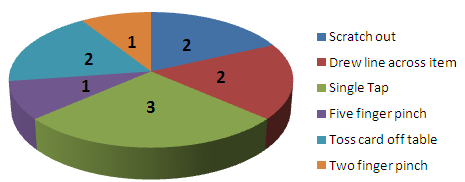 1
2
2
2
1
3
Scratch out
Drew line across item
Single Tap
Five finger pinch
Toss card off table
Two finger pinch